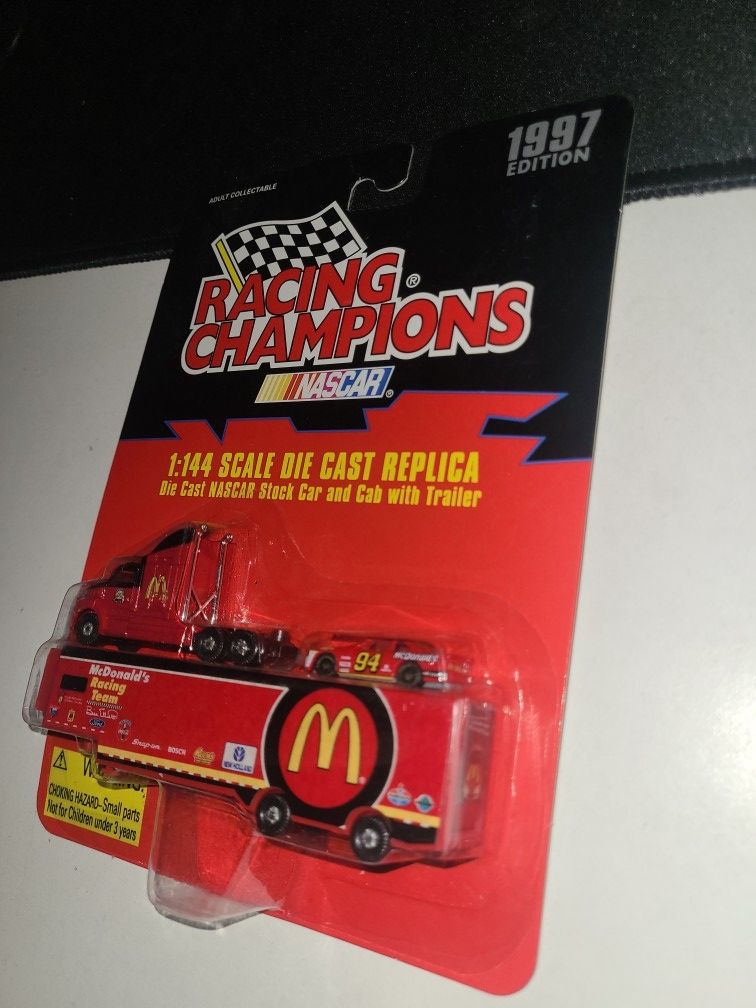 1997
EDITION
ADULT COLLECTABLE
RACING ®
CHAMPIONS
NASCAR ®
1:144 SCALE DIE CAST REPLICA
Die Cast NASCAR Stock Car and Cab with Trailer
M
94
McDonald's
McDonald's
Racing
Team
Ford
Snap-on
BOSCH
NEW HOLLAND
M
CHOKING HAZARD-Small parts
Not for Children under 3 years